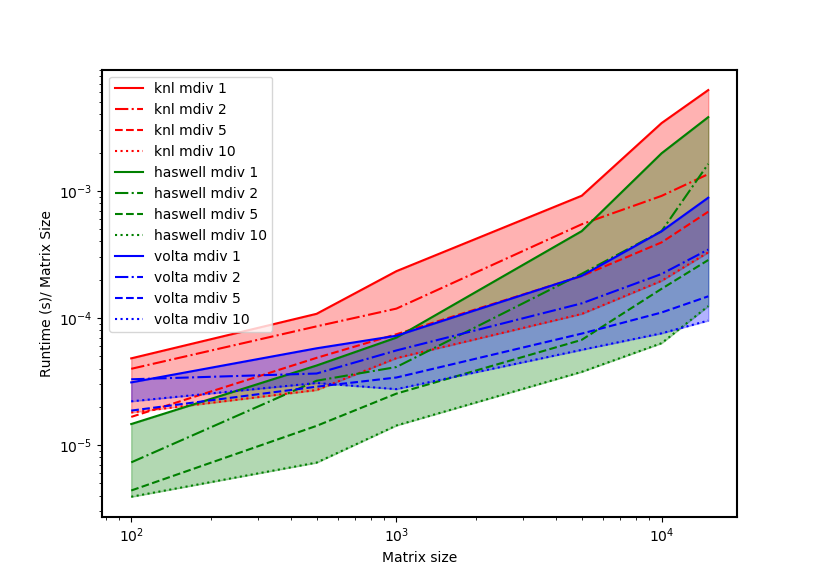 knl mdiv 1
knl mdiv 2
knl mdiv 5
knl mdiv 10
haswell mdiv 1
haswell mdiv 2
haswell mdiv 5
haswell mdiv 10
volta mdiv 1
volta mdiv 2
volta mdiv 5
volta mdiv 10
Runtime (s)/ Matrix Size
10⁻³
10⁻⁴
10⁻⁵
10² 10³ 10⁴
Matrix size